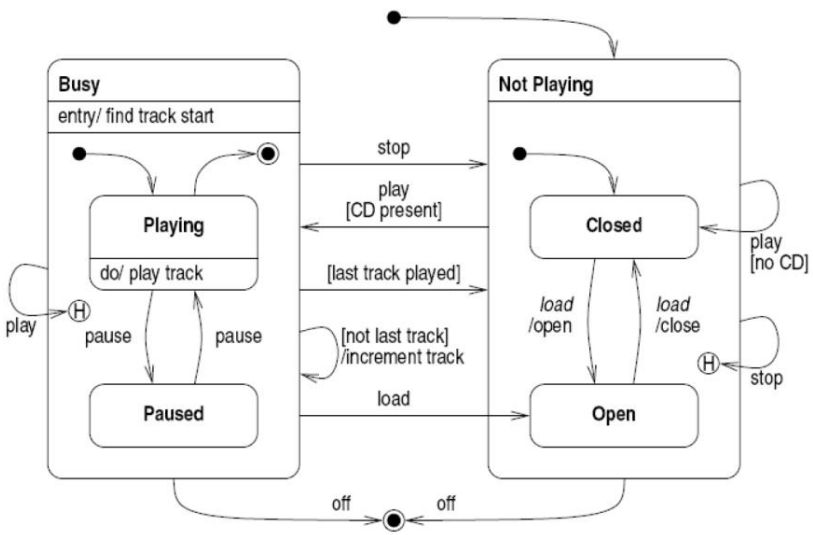 Busy
entry/ find track start
Playing
do/ play track
pause
pause
Paused
play
H
stop
play
[CD present]
[last track played]
[not last track]
/increment track
load
Not Playing
Closed
play
[no CD]
load
/open
load
/close
H
stop
Open
off
off